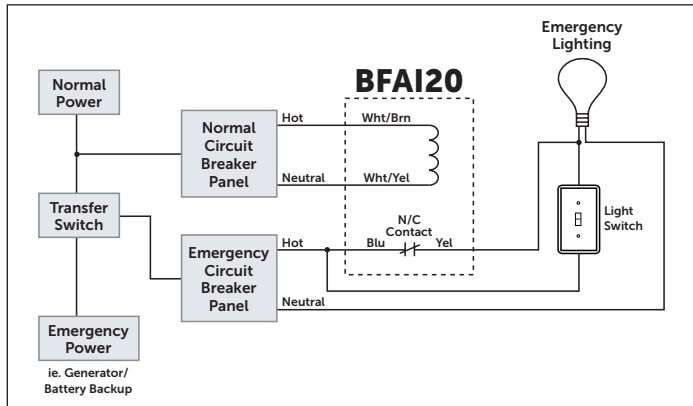 Emergency
Lighting
BFAI20
Normal
Power
Normal
Circuit
Breaker
Panel
Hot
Wht/Brn
Neutral
Wht/Yel
Transfer
Switch
Light
Switch
N/C
Contact
Hot
Blu
Yel
Emergency
Circuit
Breaker
Panel
Neutral
Emergency
Power
ie. Generator/
Battery Backup